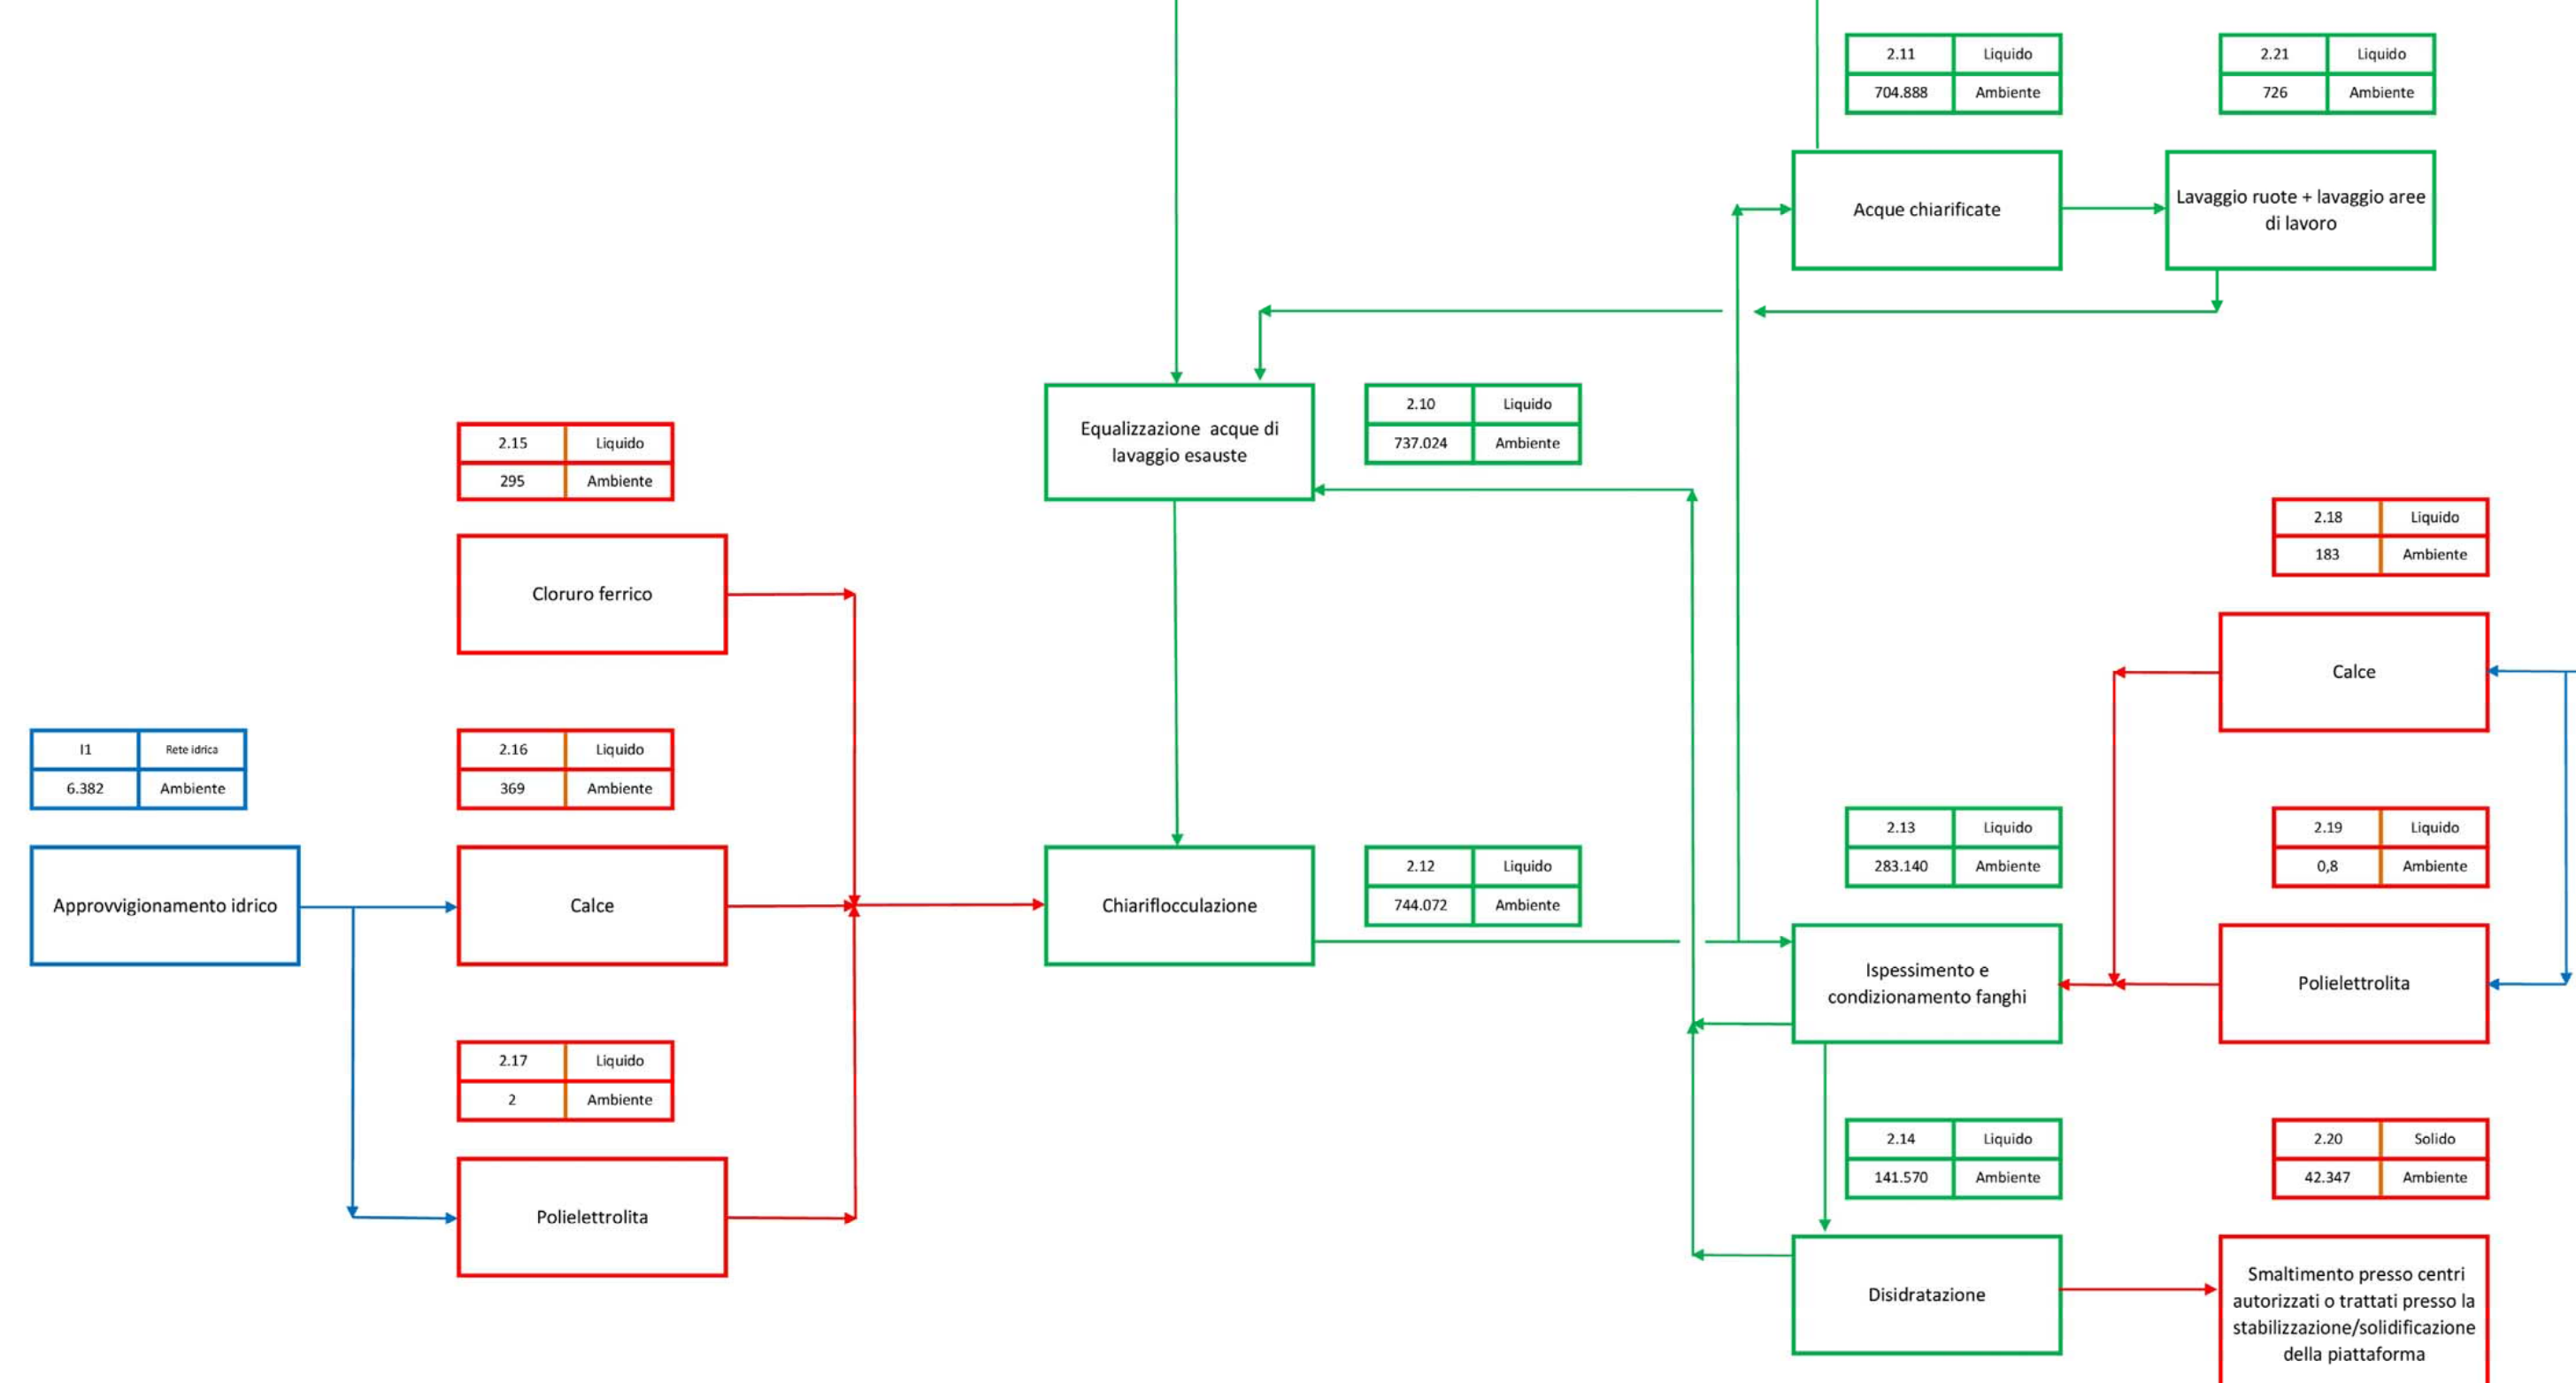 2.11 Liquido
704.888 Ambiente
2.21 Liquido
726 Ambiente
Acque chiarificate
Lavaggio ruote + lavaggio aree
di lavoro
Equalizzazione acque di
lavaggio esauste
2.10 Liquido
737.024 Ambiente
2.15 Liquido
295 Ambiente
Cloruro ferrico
2.18 Liquido
183 Ambiente
Calce
I1 Rete idrica
6.382 Ambiente
Approvvigionamento idrico
2.16 Liquido
369 Ambiente
Calce
Chiariflocculazione
2.12 Liquido
744.072 Ambiente
2.13 Liquido
283.140 Ambiente
Ispessimento e
condizionamento fanghi
2.19 Liquido
0,8 Ambiente
Polielettrolita
2.17 Liquido
2 Ambiente
Polielettrolita
2.14 Liquido
141.570 Ambiente
Disidratazione
2.20 Solido
42.347 Ambiente
Smaltimento presso centri
autorizzati o trattati presso la
stabilizzazione/solidificazione
della piattaforma